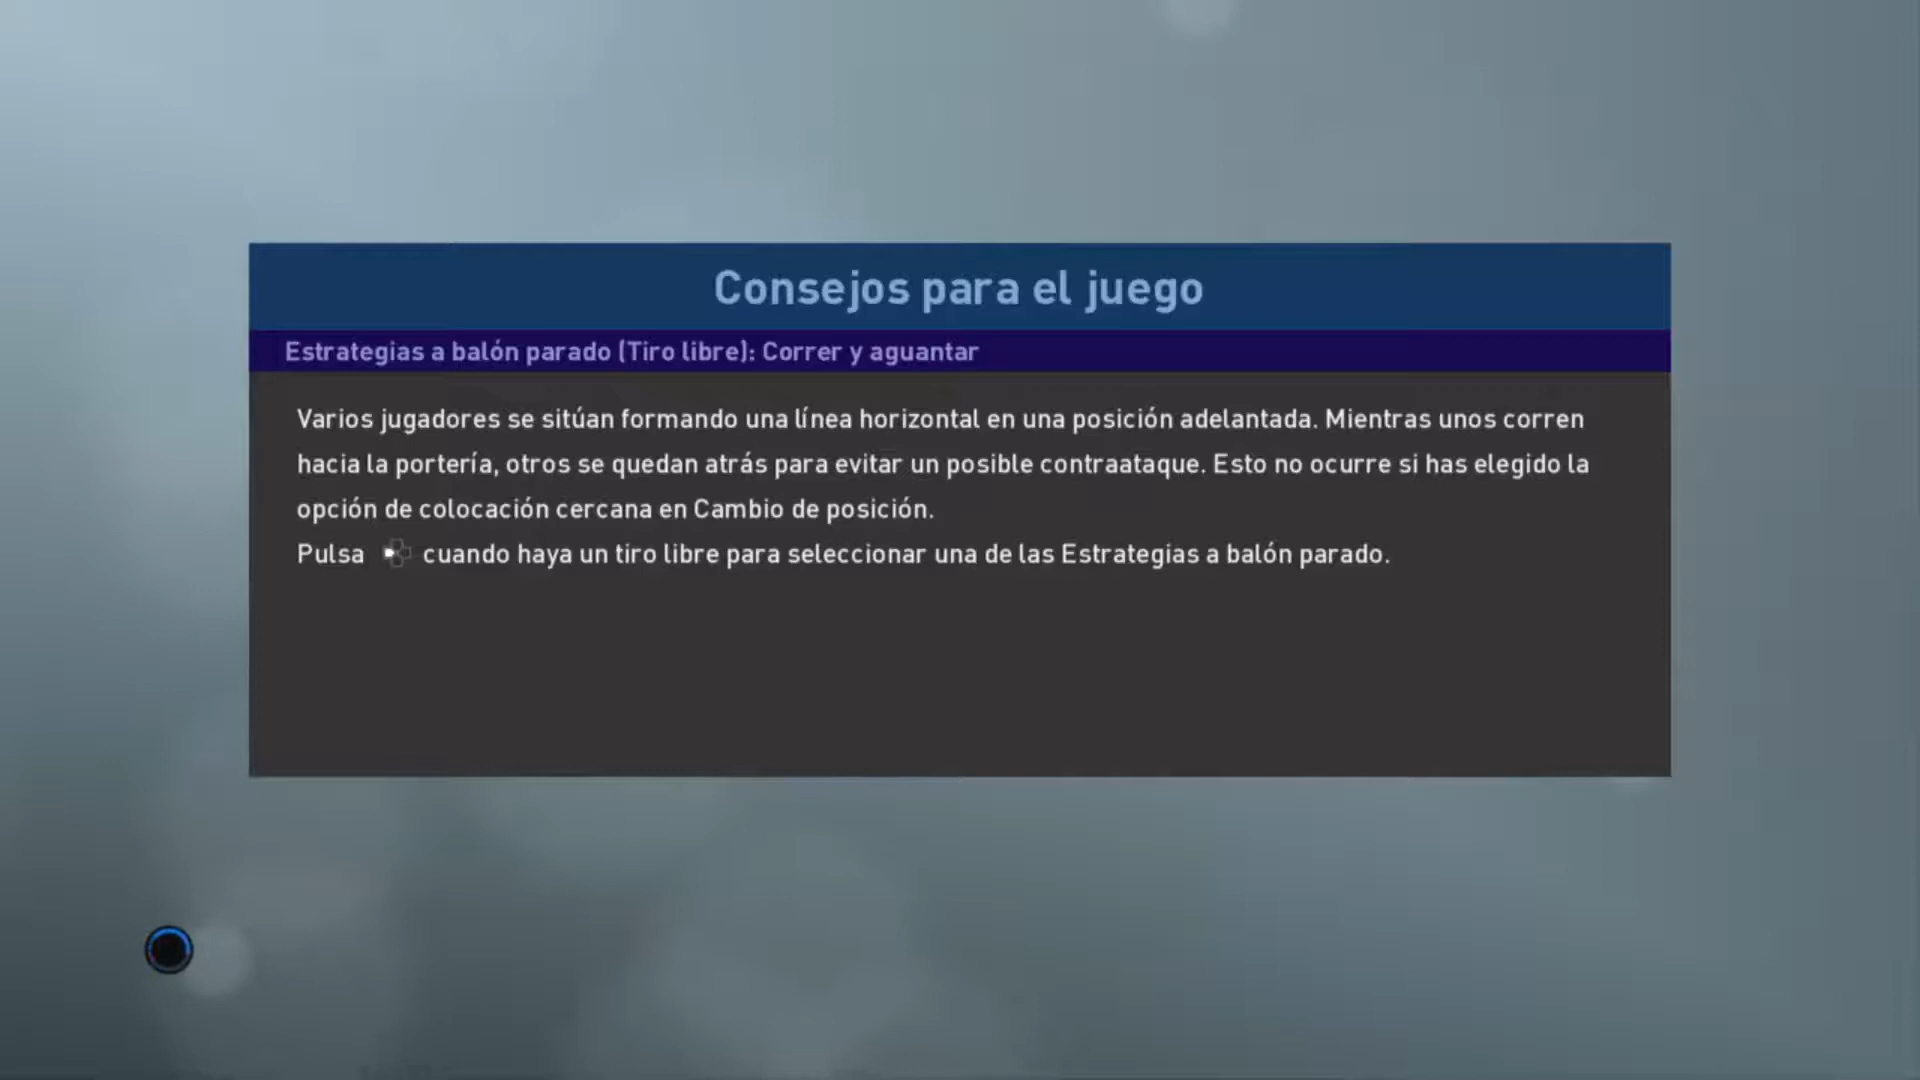 Consejos para el juego
Estrategias a balón parado (Tiro libre): Correr y aguantar
Varios jugadores se sitúan formando una línea horizontal en una posición adelantada. Mientras unos corren
hacia la portería, otros se quedan atrás para evitar un posible contraataque. Esto no ocurre si has elegido la
opción de colocación cercana en Cambio de posición.
Pulsa cuando haya un tiro libre para seleccionar una de las Estrategias a balón parado.